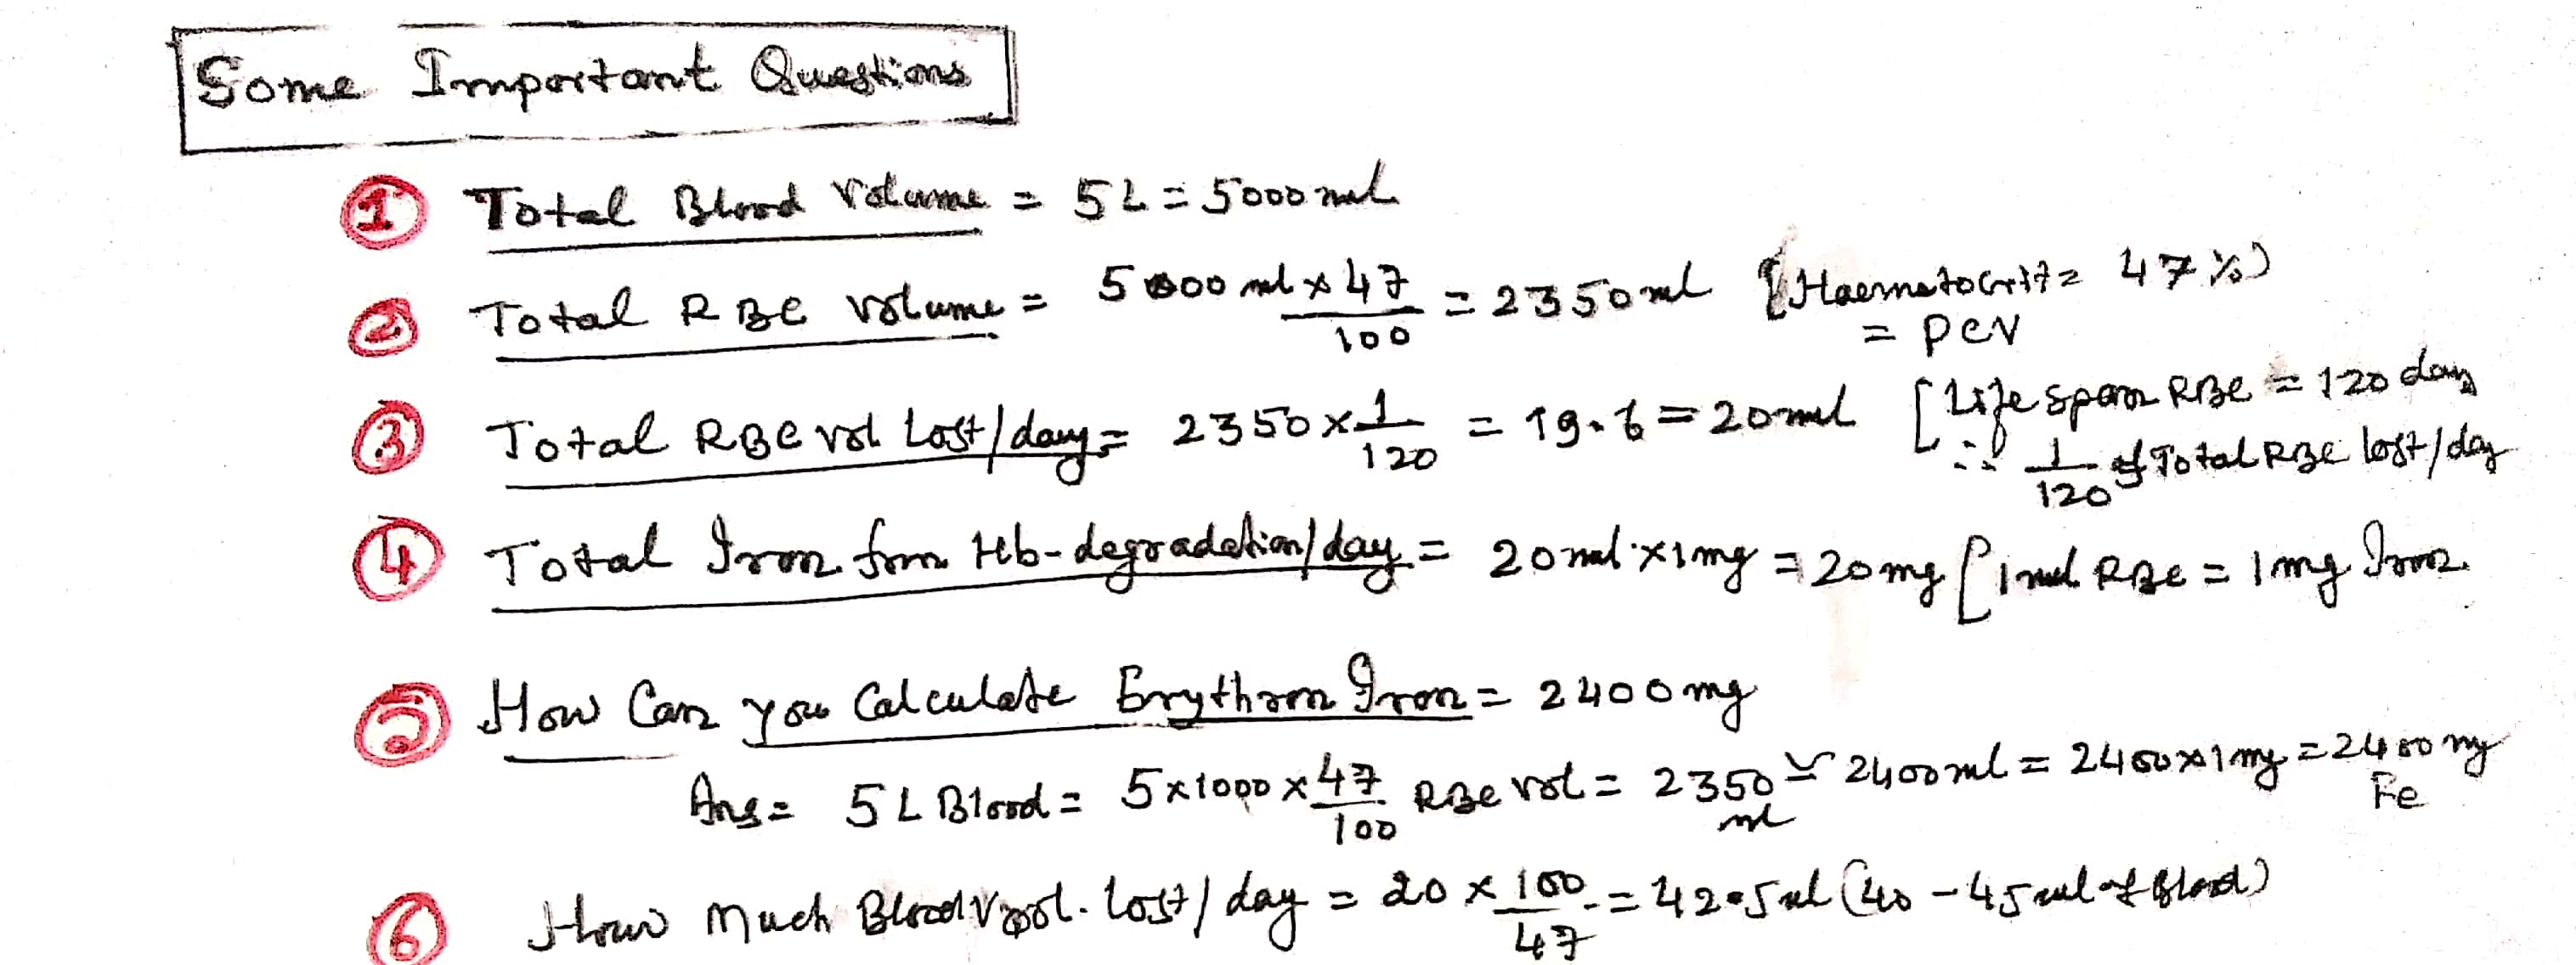 Some Important Questions
① Total Blood Volume = 5L = 5000 ml
② Total RBC volume = 5000 ml × 47/100 = 2350 ml [Haematocrit = 47%)
= PCV
③ Total RBC vol Lost/day = 2350 × 1/120 = 19.6 = 20 ml [Life span RBC = 120 days
∴ 1/120 of Total RBC lost/day
④ Total Iron from Hb-degradation/day = 20 ml × 1 mg = 20 mg [1 ml RBC = 1 mg Iron
⑤ How Can you Calculate Erythron Iron = 2400 mg
Ans = 5 L Blood = 5×1000 × 47/100 RBC vol = 2350 ml ≅ 2400 ml = 2400×1 mg = 2400 mg Fe
⑥ How Much Blood Vol. lost/day = 20 × 100/47 = 42.5 ml (40-45 ml of Blood)